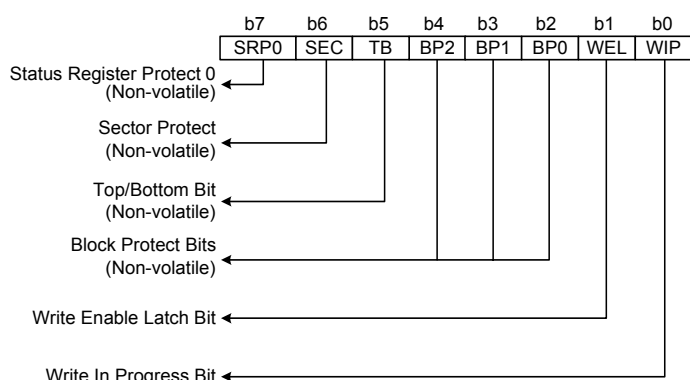 b7 b6 b5 b4 b3 b2 b1 b0
SRP0 SEC TB BP2 BP1 BP0 WEL WIP
Status Register Protect 0
(Non-volatile)
Sector Protect
(Non-volatile)
Top/Bottom Bit
(Non-volatile)
Block Protect Bits
(Non-volatile)
Write Enable Latch Bit
Write In Progress Bit